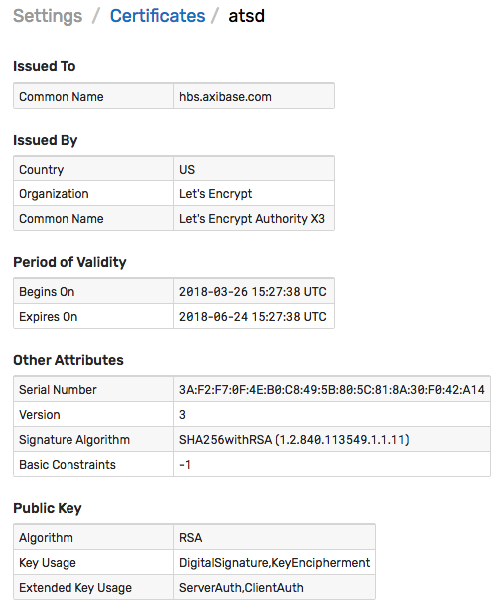 Settings / Certificates / atsd
Issued To
Common Name hbs.axibase.com
Issued By
Country US
Organization Let's Encrypt
Common Name Let's Encrypt Authority X3
Period of Validity
Begins On 2018-03-26 15:27:38 UTC
Expires On 2018-06-24 15:27:38 UTC
Other Attributes
Serial Number 3A:F2:F7:0F:4E:B0:C8:49:5B:80:5C:81:8A:30:F0:42:A14
Version 3
Signature Algorithm SHA256withRSA (1.2.840.113549.1.1.11)
Basic Constraints -1
Public Key
Algorithm RSA
Key Usage DigitalSignature,KeyEncipherment
Extended Key Usage ServerAuth,ClientAuth